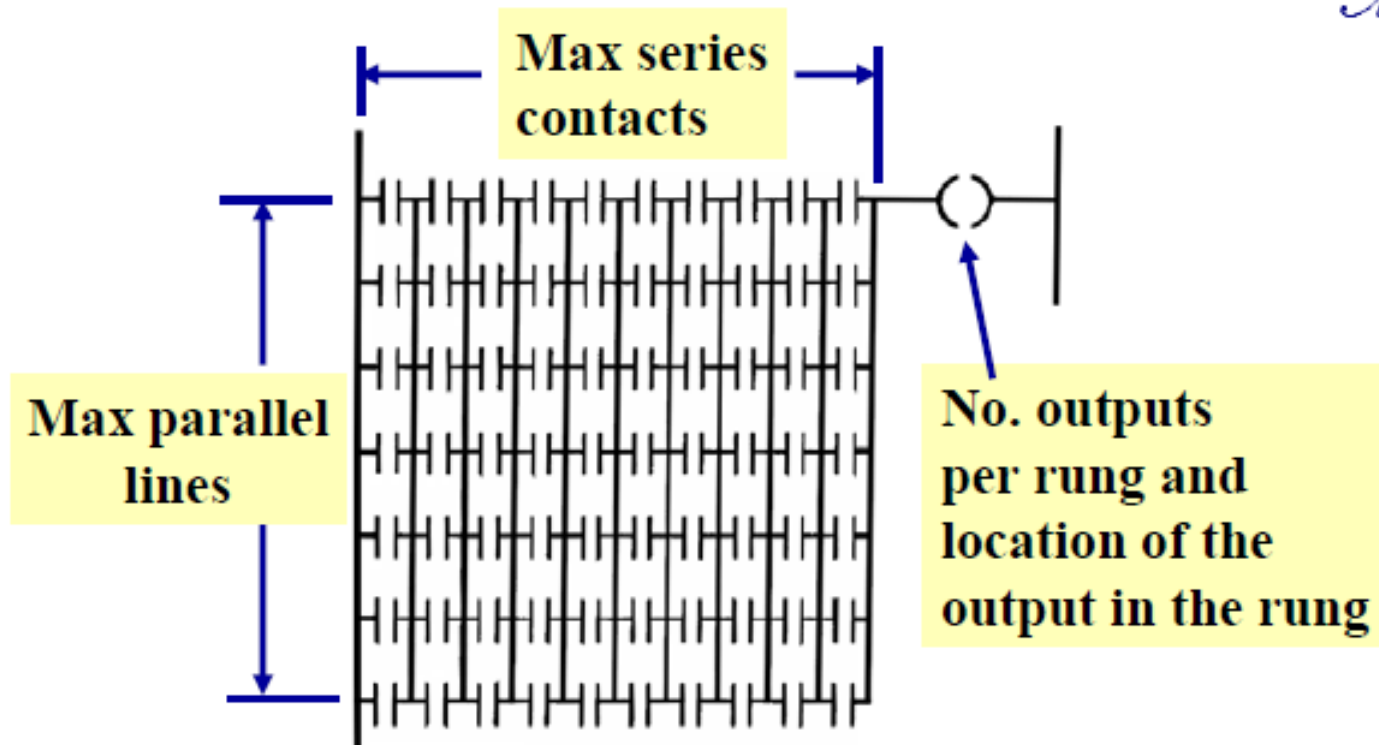 Max series
contacts
Max parallel
lines
No. outputs
per rung and
location of the
output in the rung